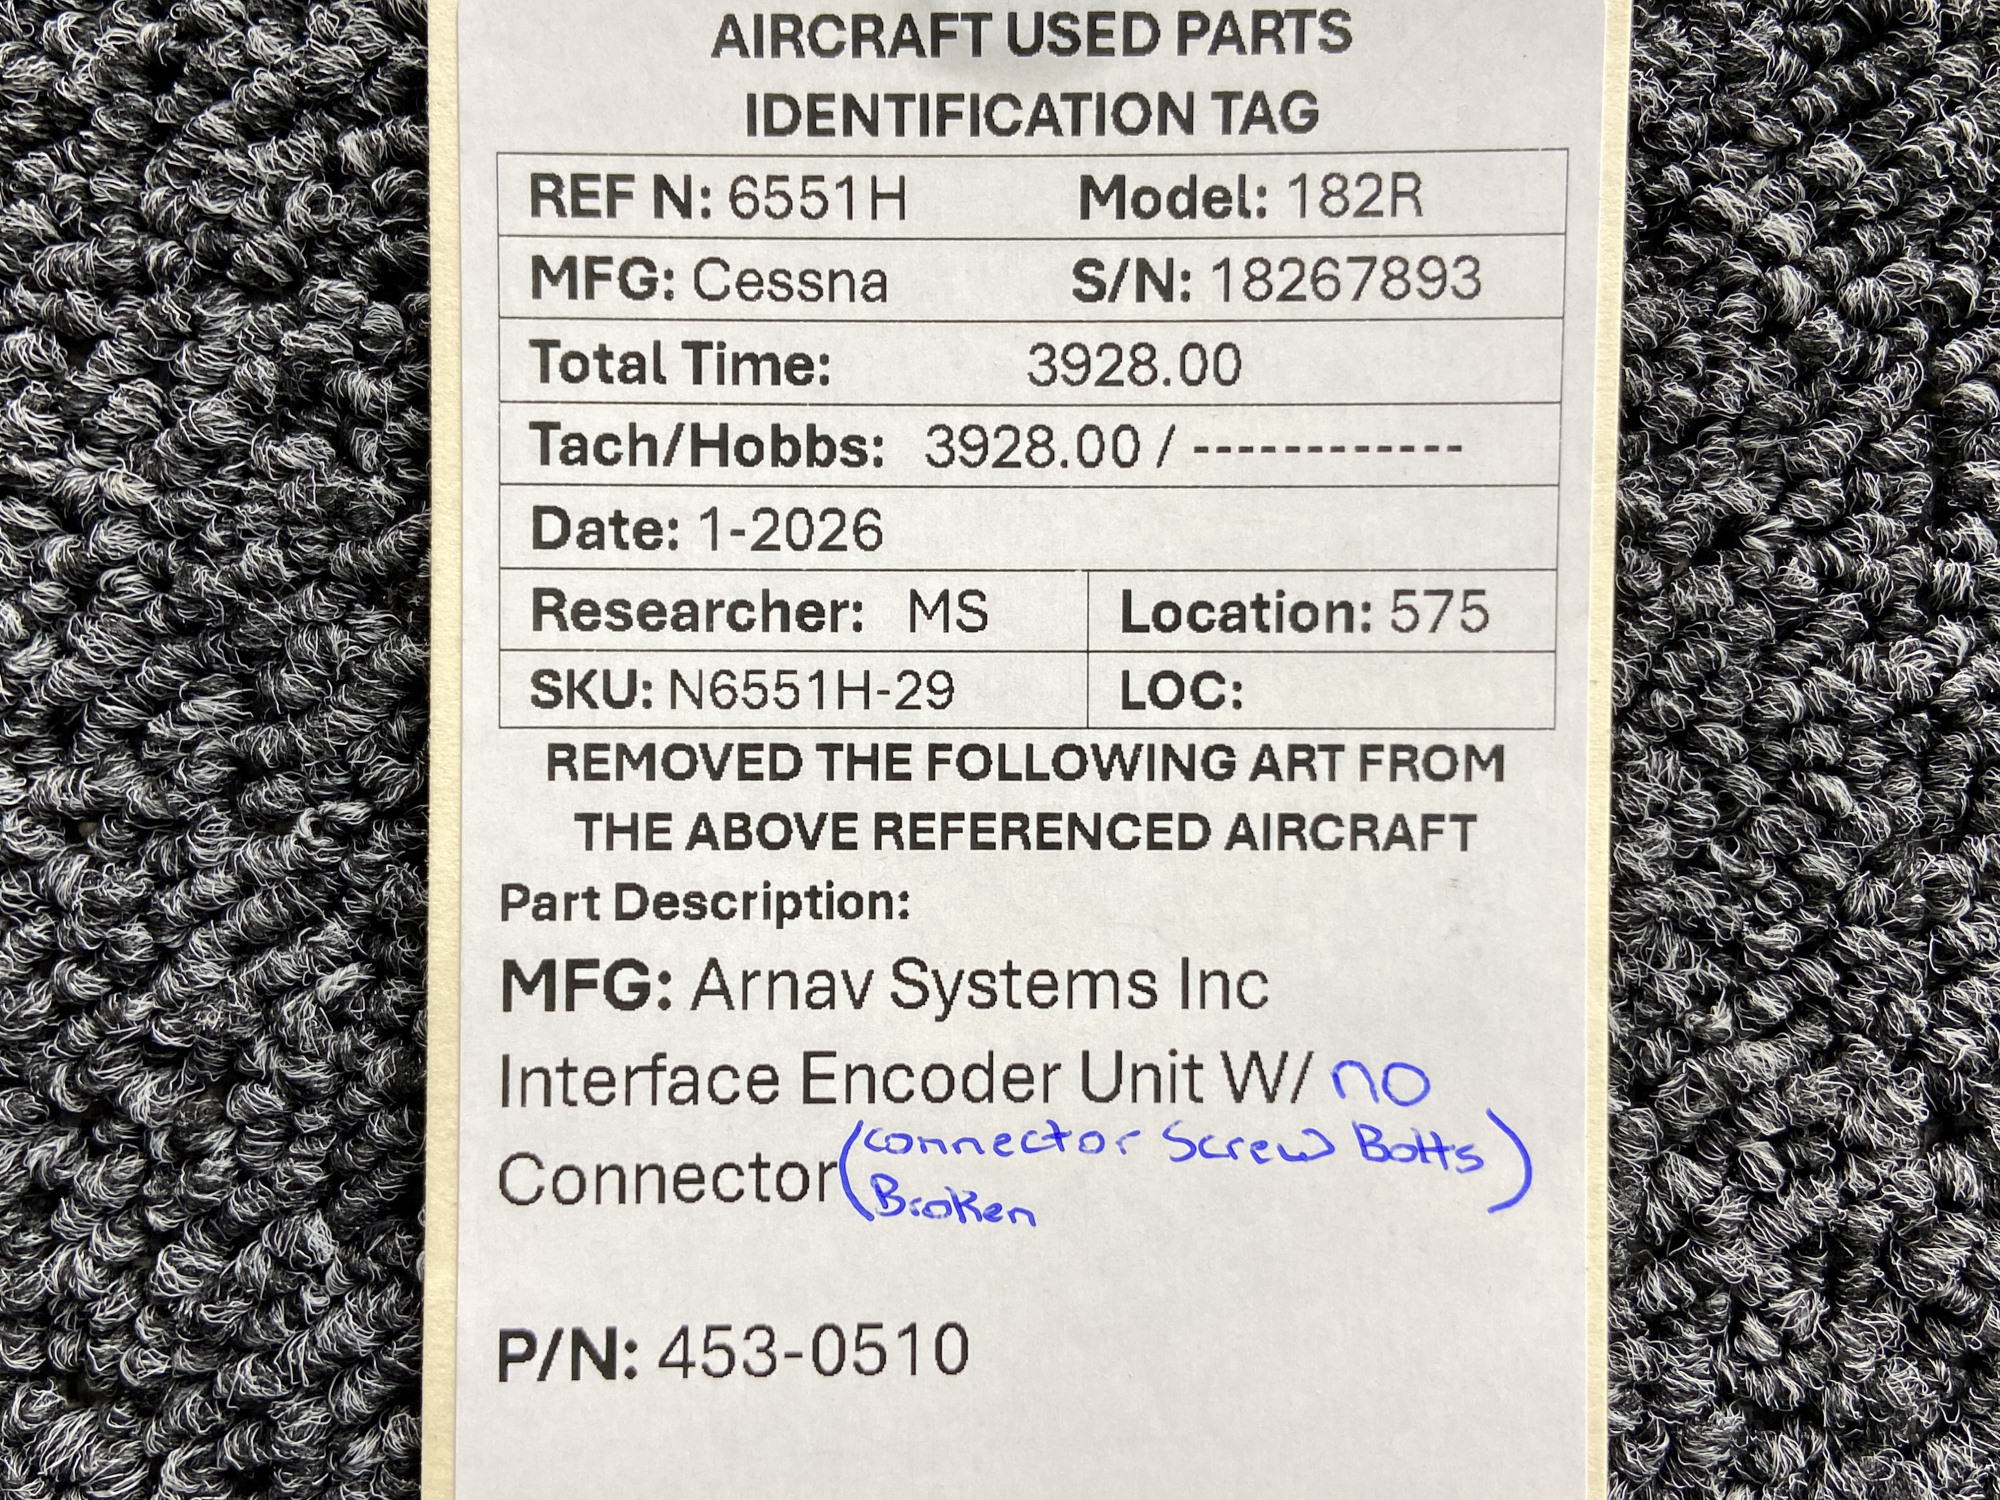 AIRCRAFT USED PARTS
IDENTIFICATION TAG
REF N: 6551H Model: 182R
MFG: Cessna S/N: 18267893
Total Time: 3928.00
Tach/Hobbs: 3928.00 / ------------
Date: 1-2026
Researcher: MS Location: 575
SKU: N6551H-29 LOC:
REMOVED THE FOLLOWING ART FROM
THE ABOVE REFERENCED AIRCRAFT
Part Description:
MFG: Arnav Systems Inc
Interface Encoder Unit W/ no
Connector (connector Screw Botts
Broken)
P/N: 453-0510